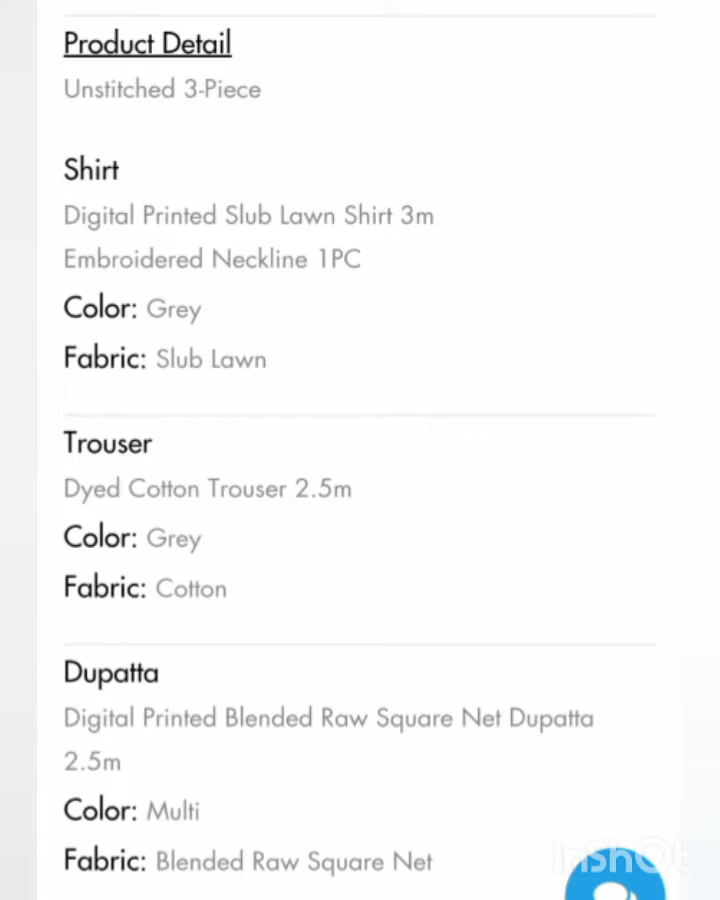 Product Detail
Unstitched 3-Piece
Shirt
Digital Printed Slub Lawn Shirt 3m
Embroidered Neckline 1PC
Color: Grey
Fabric: Slub Lawn
Trouser
Dyed Cotton Trouser 2.5m
Color: Grey
Fabric: Cotton
Dupatta
Digital Printed Blended Raw Square Net Dupatta
2.5m
Color: Multi
Fabric: Blended Raw Square Net
InShOt